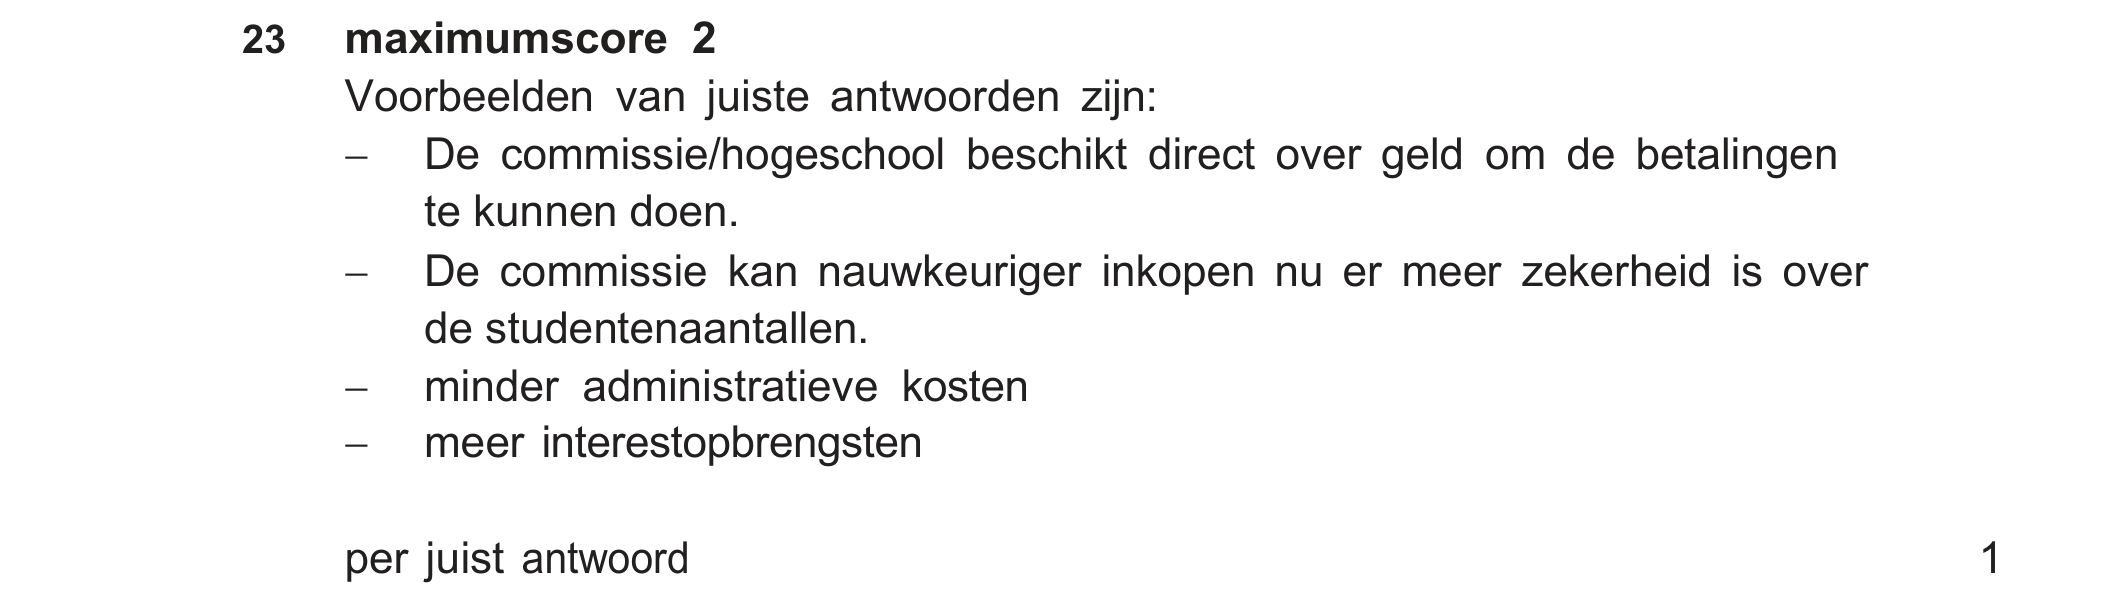 23 maximumscore 2
Voorbeelden van juiste antwoorden zijn:
– De commissie/hogeschool beschikt direct over geld om de betalingen
te kunnen doen.
– De commissie kan nauwkeuriger inkopen nu er meer zekerheid is over
de studentenaantallen.
– minder administratieve kosten
– meer interestopbrengsten
per juist antwoord 1